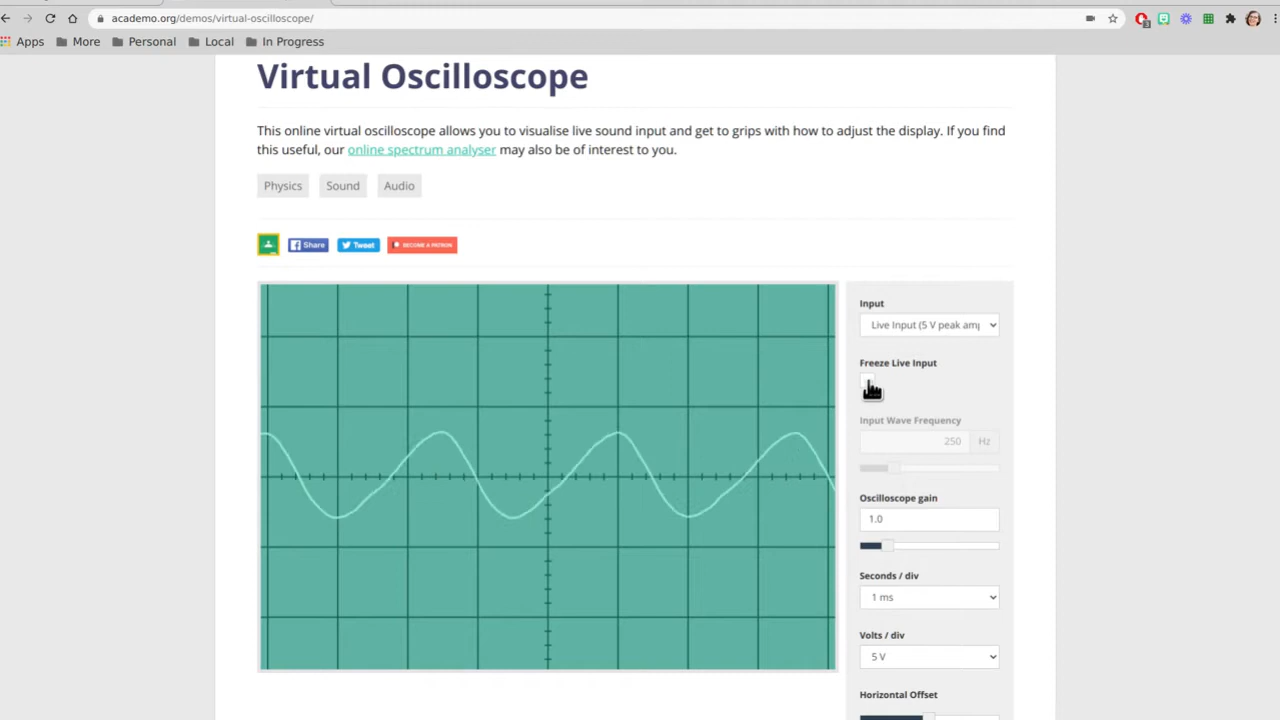 academo.org/demos/virtual-oscilloscope/
Apps More Personal Local In Progress
Virtual Oscilloscope
This online virtual oscilloscope allows you to visualise live sound input and get to grips with how to adjust the display. If you find
this useful, our online spectrum analyser may also be of interest to you.
Physics Sound Audio
Share Tweet BECOME A PATRON
Input
Live Input (5 V peak amp
Freeze Live Input
Input Wave Frequency
250 Hz
Oscilloscope gain
1.0
Seconds / div
1 ms
Volts / div
5 V
Horizontal Offset